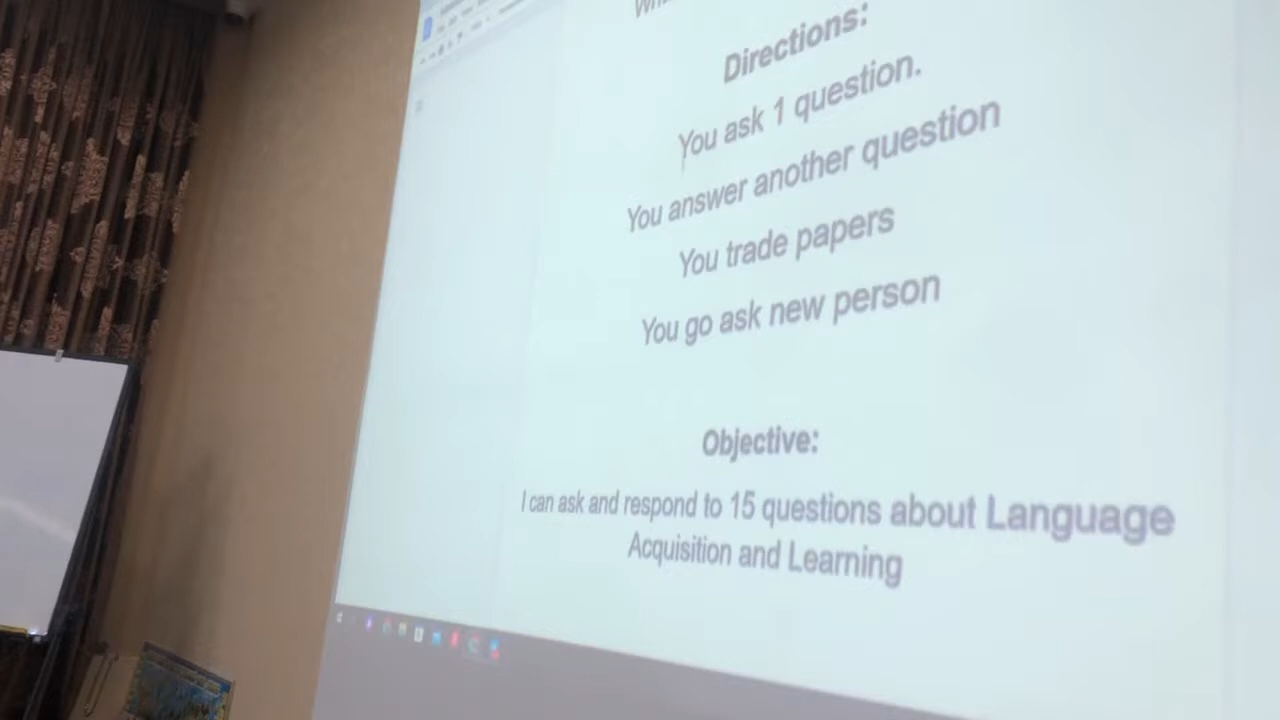 Directions:
You ask 1 question.
You answer another question
You trade papers
You go ask new person
Objective:
I can ask and respond to 15 questions about Language
Acquisition and Learning